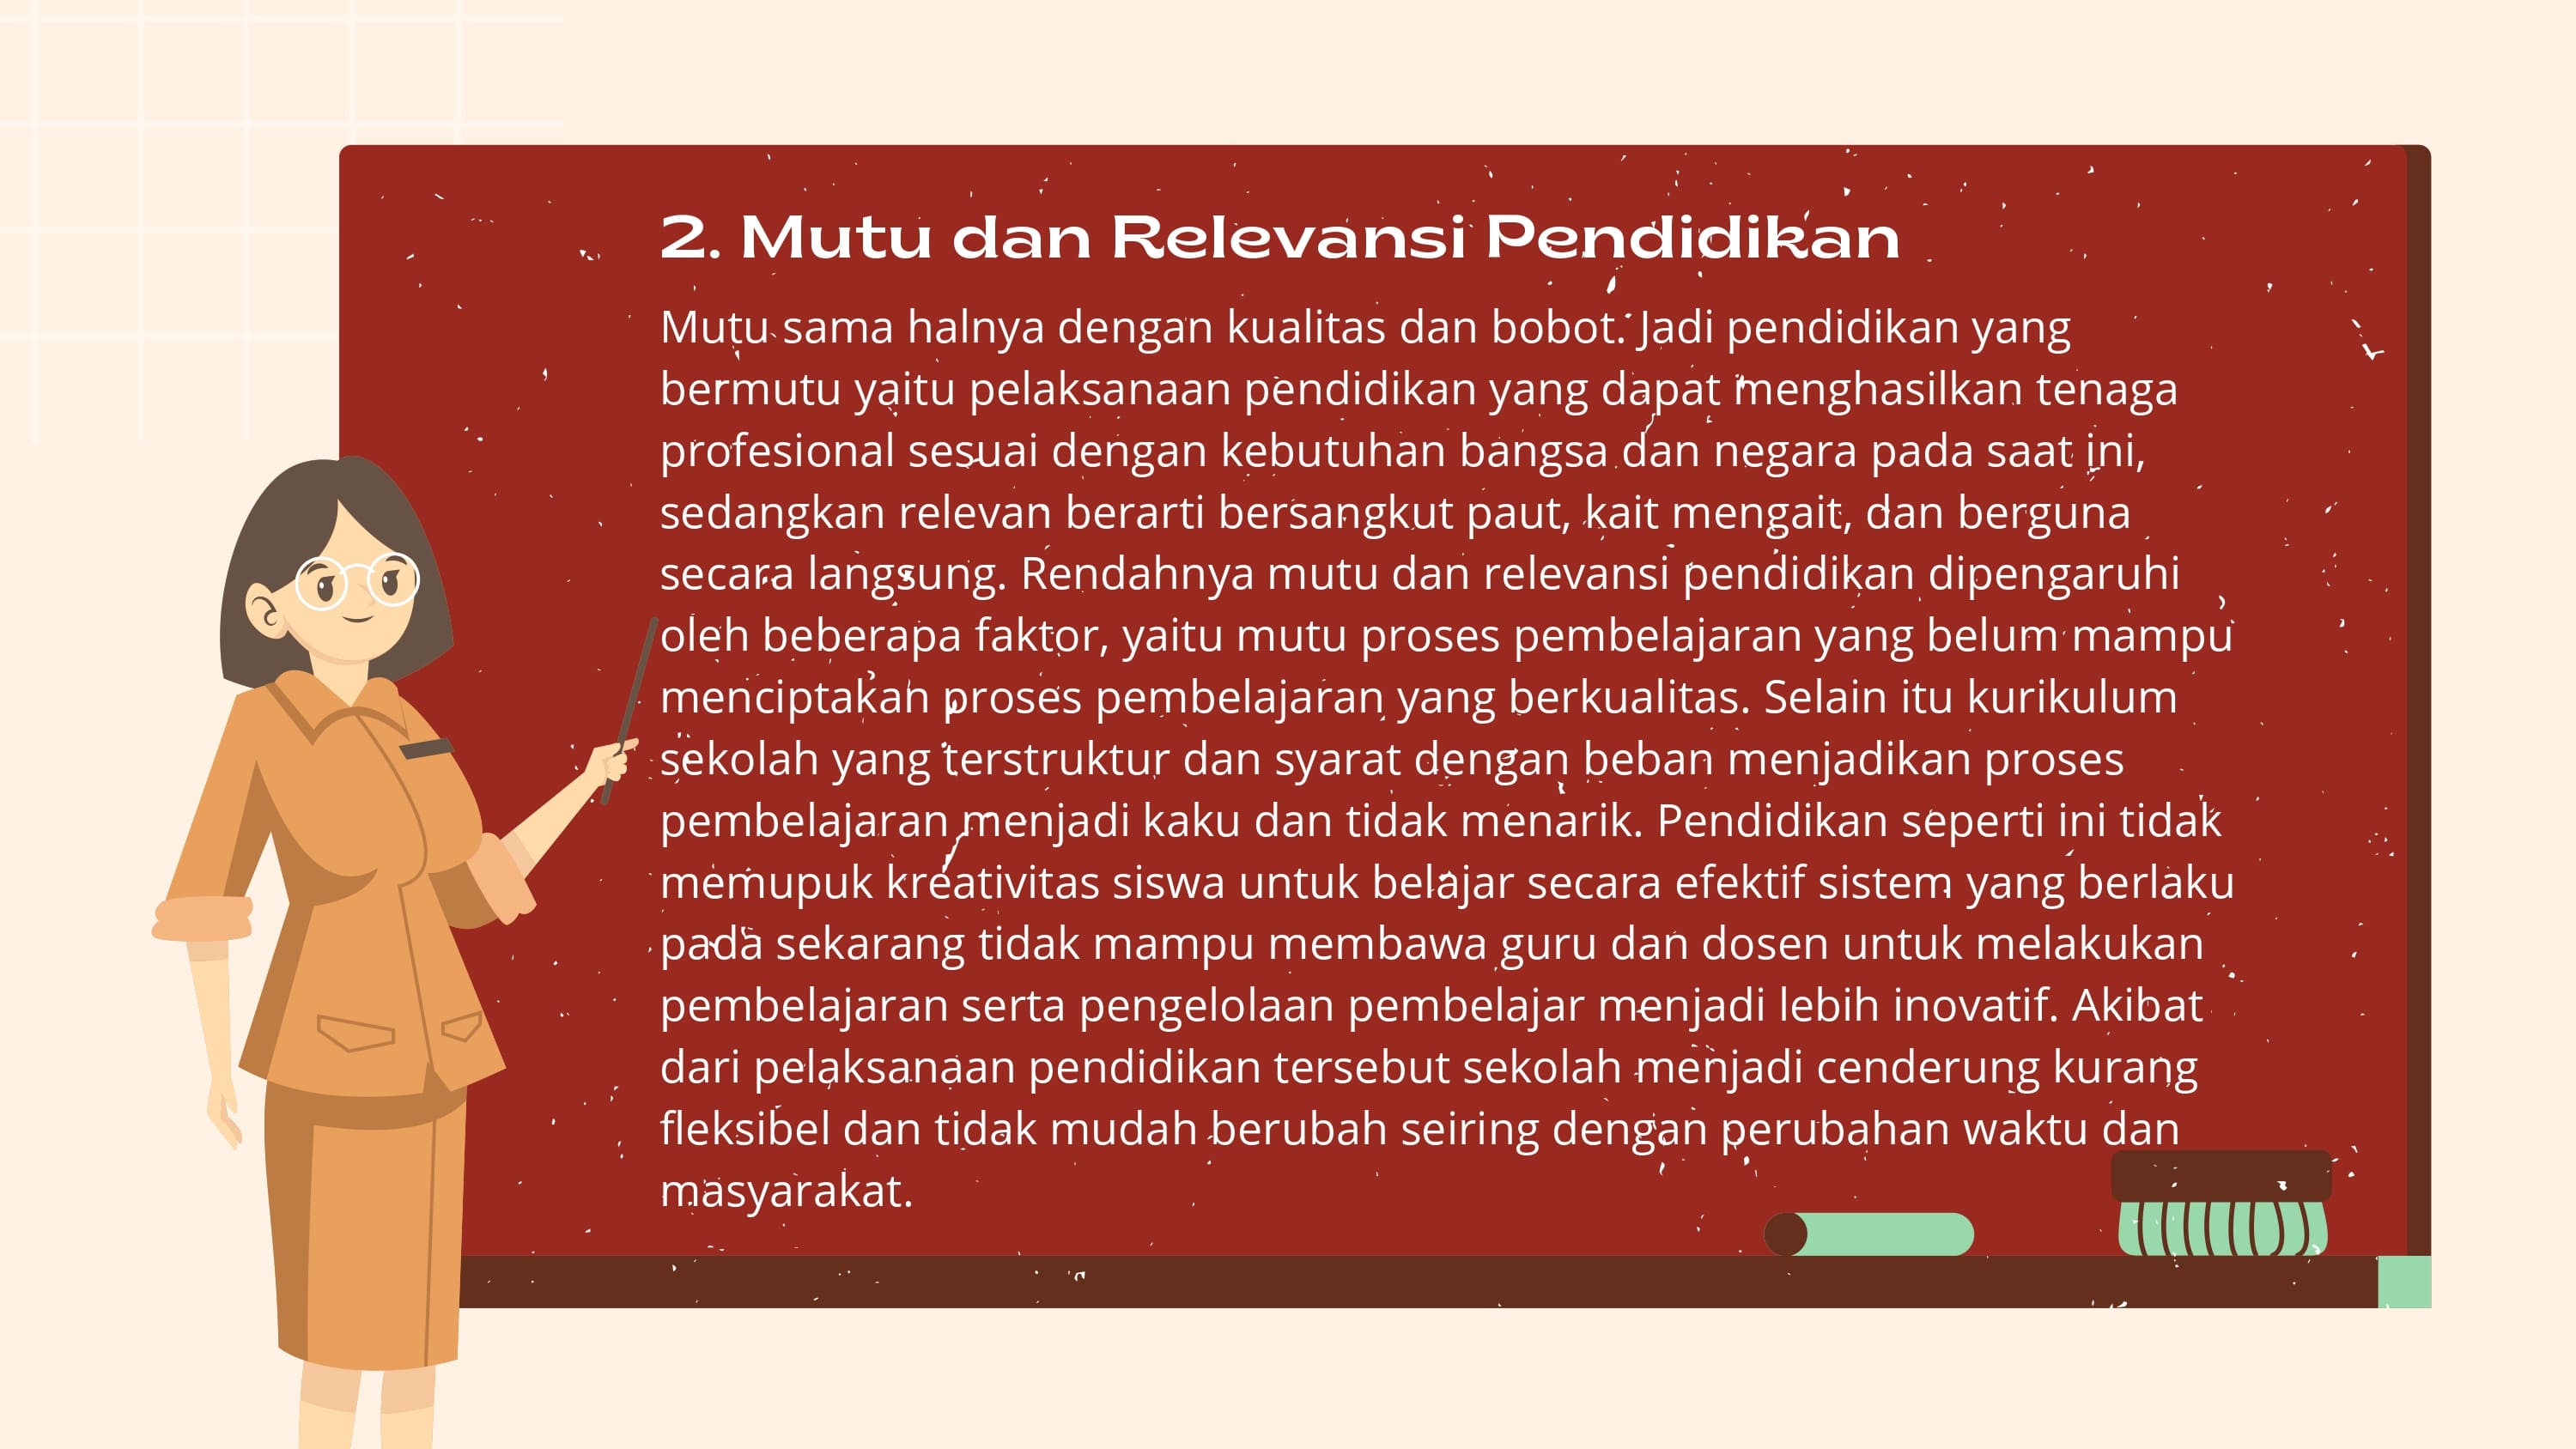 2. Mutu dan Relevansi Pendidikan
Mutu sama halnya dengan kualitas dan bobot. Jadi pendidikan yang
bermutu yaitu pelaksanaan pendidikan yang dapat menghasilkan tenaga
profesional sesuai dengan kebutuhan bangsa dan negara pada saat ini,
sedangkan relevan berarti bersangkut paut, kait mengait, dan berguna
secara langsung. Rendahnya mutu dan relevansi pendidikan dipengaruhi
oleh beberapa faktor, yaitu mutu proses pembelajaran yang belum mampu
menciptakan proses pembelajaran yang berkualitas. Selain itu kurikulum
sekolah yang terstruktur dan syarat dengan beban menjadikan proses
pembelajaran menjadi kaku dan tidak menarik. Pendidikan seperti ini tidak
memupuk kreativitas siswa untuk belajar secara efektif sistem yang berlaku
pada sekarang tidak mampu membawa guru dan dosen untuk melakukan
pembelajaran serta pengelolaan pembelajar menjadi lebih inovatif. Akibat
dari pelaksanaan pendidikan tersebut sekolah menjadi cenderung kurang
fleksibel dan tidak mudah berubah seiring dengan perubahan waktu dan
masyarakat.